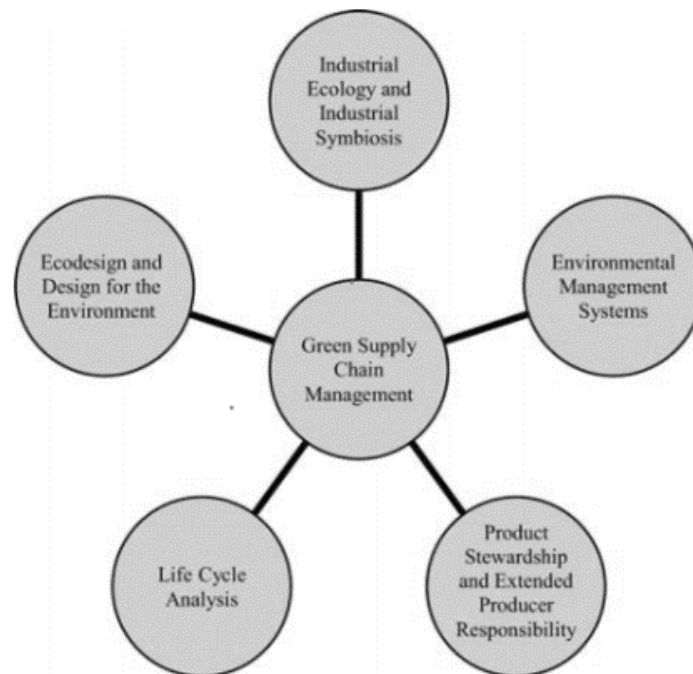 Industrial
Ecology and
Industrial
Symbiosis
Ecodesign and
Design for the
Environment
Environmental
Management
Systems
Green Supply
Chain
Management
Life Cycle
Analysis
Product
Stewardship
and Extended
Producer
Responsibility